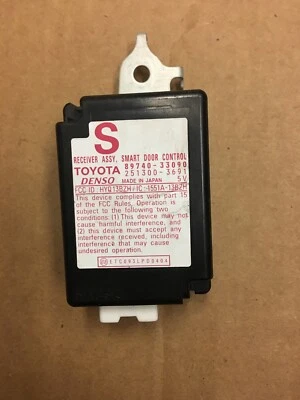 S
RECEIVER ASSY, SMART DOOR CONTROL
TOYOTA 89740-33090
251300-3691
DENSO MADE IN JAPAN 5V
FCC ID: HYQ13BZH / IC: 1551A-13BZH
This device complies with part 15
of the FCC Rules, Operation is
subject to the following two
conditions: (1) This device may not
cause harmful interference, and
(2) this device must accept any
interference received, including
interference that may cause
undesired operation.